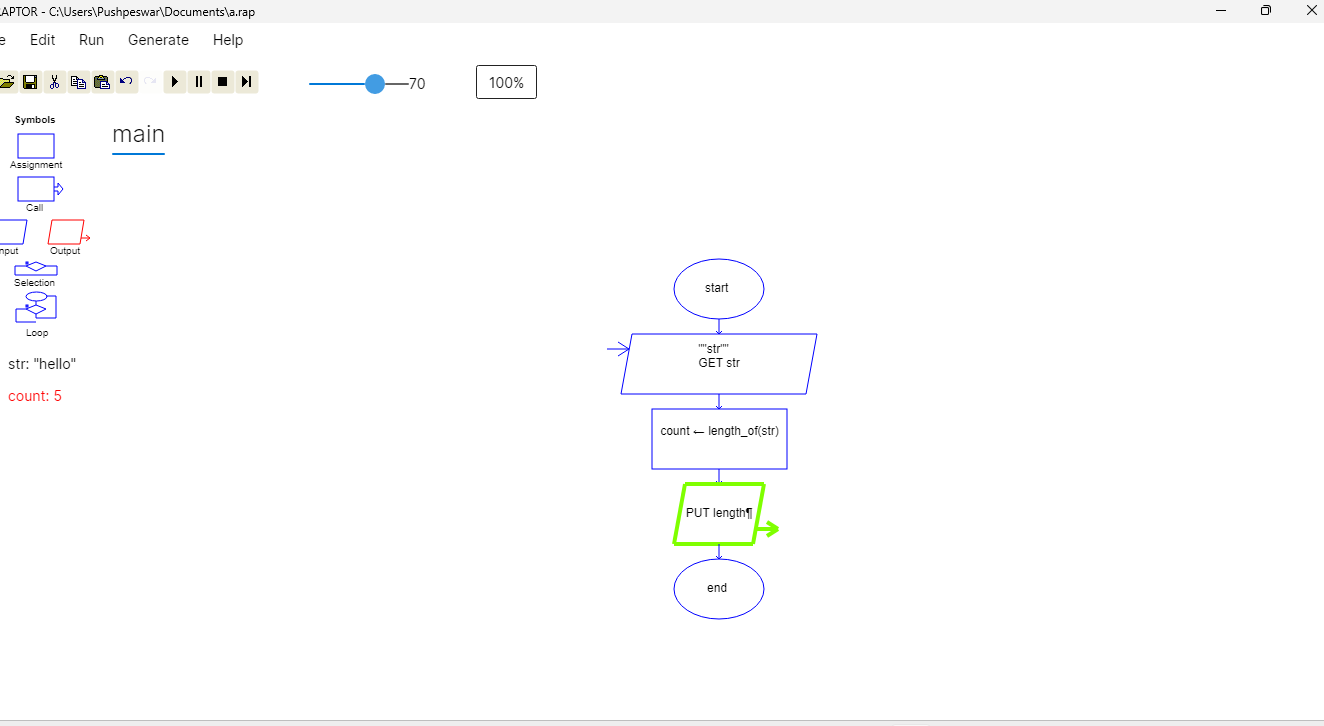 APTOR - C:\Users\Pushpeswar\Documents\a.rap
e Edit Run Generate Help
70
100%
Symbols
main
Assignment
Call
nput Output
Selection
Loop
str: "hello"
count: 5
start
""str""
GET str
count ← length_of(str)
PUT length¶
end